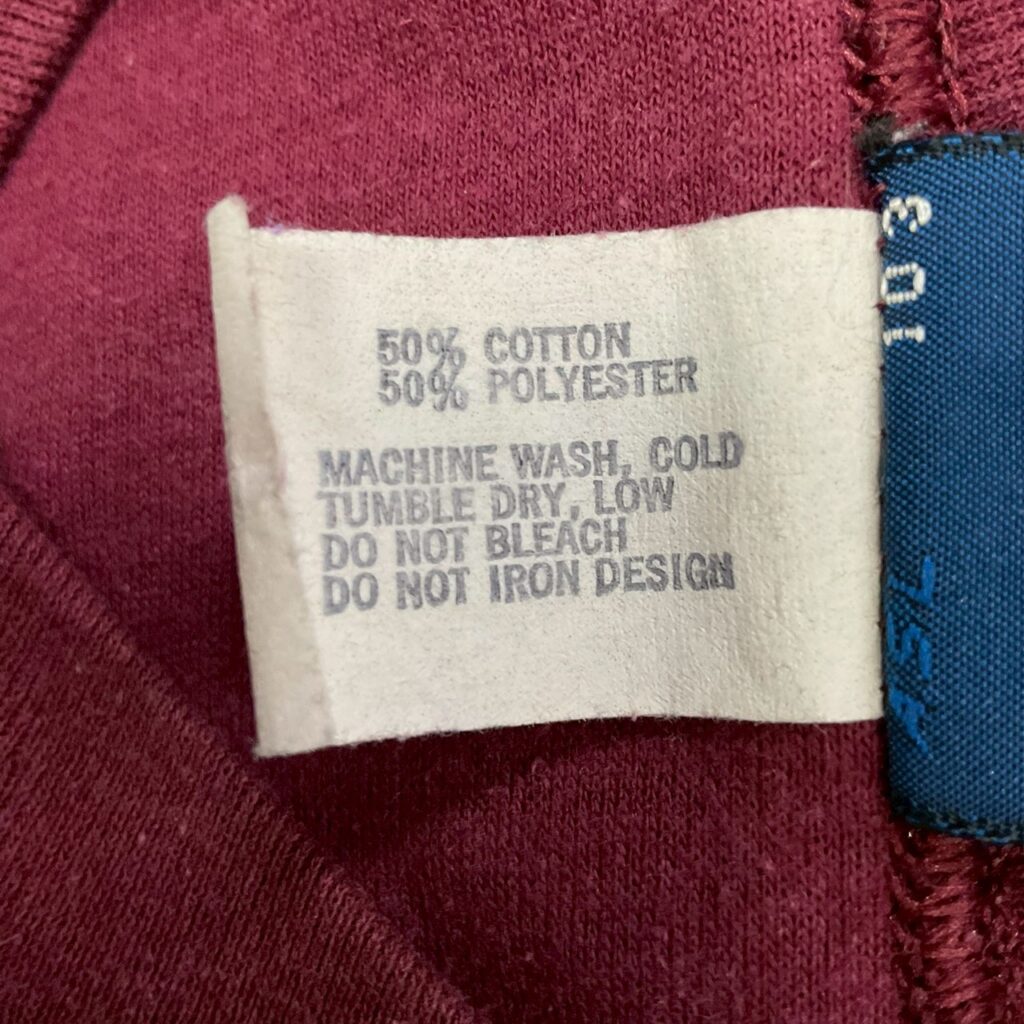 50% COTTON
50% POLYESTER
MACHINE WASH, COLD
TUMBLE DRY, LOW
DO NOT BLEACH
DO NOT IRON DESIGN